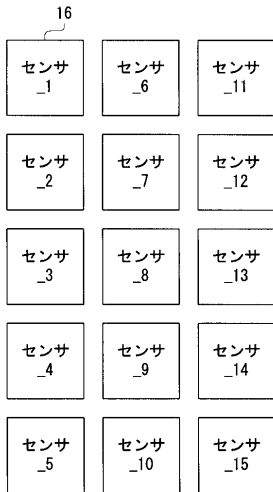 16
センサ
_1
センサ
_6
センサ
_11
センサ
_2
センサ
_7
センサ
_12
センサ
_3
センサ
_8
センサ
_13
センサ
_4
センサ
_9
センサ
_14
センサ
_5
センサ
_10
センサ
_15